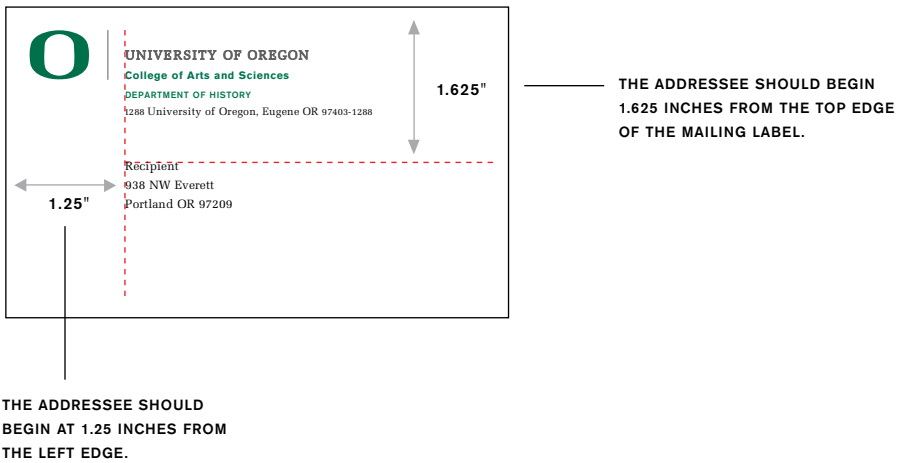 O
UNIVERSITY OF OREGON
College of Arts and Sciences
DEPARTMENT OF HISTORY
1288 University of Oregon, Eugene OR 97403-1288
1.625"
THE ADDRESSEE SHOULD BEGIN
1.625 INCHES FROM THE TOP EDGE
OF THE MAILING LABEL.
Recipient
938 NW Everett
Portland OR 97209
1.25"
THE ADDRESSEE SHOULD
BEGIN AT 1.25 INCHES FROM
THE LEFT EDGE.